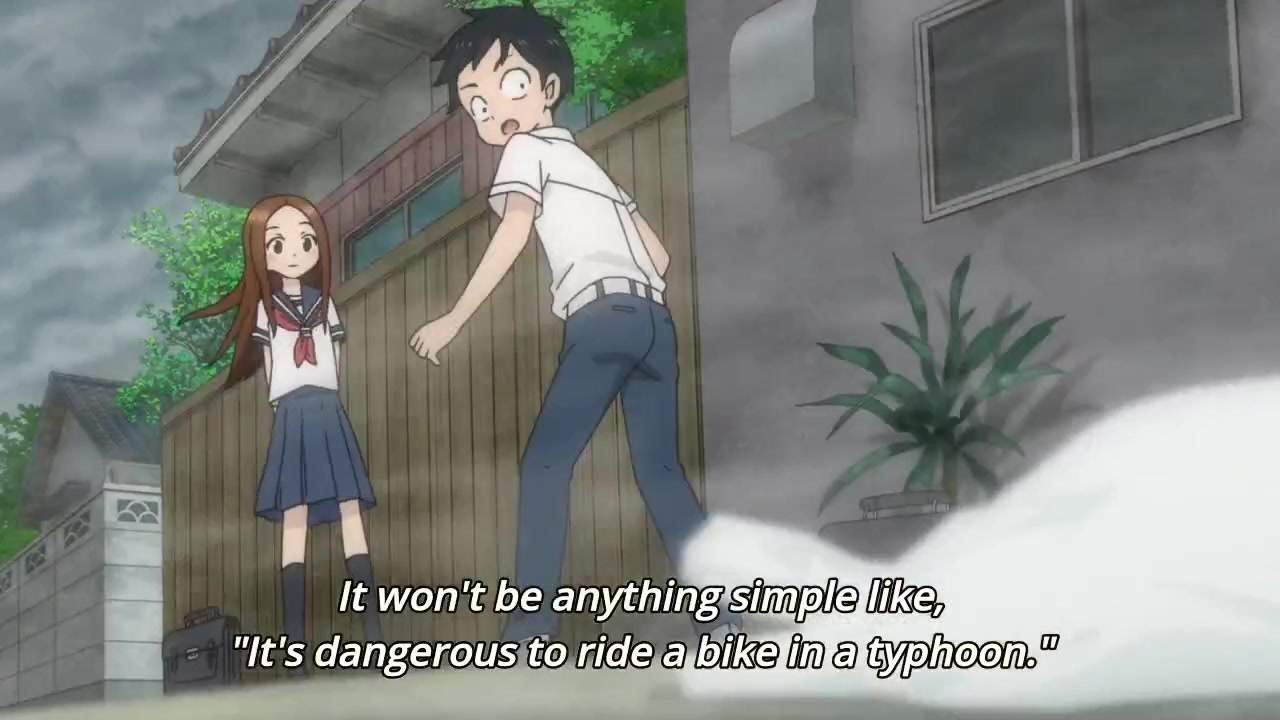 It won't be anything simple like,
"It's dangerous to ride a bike in a typhoon."